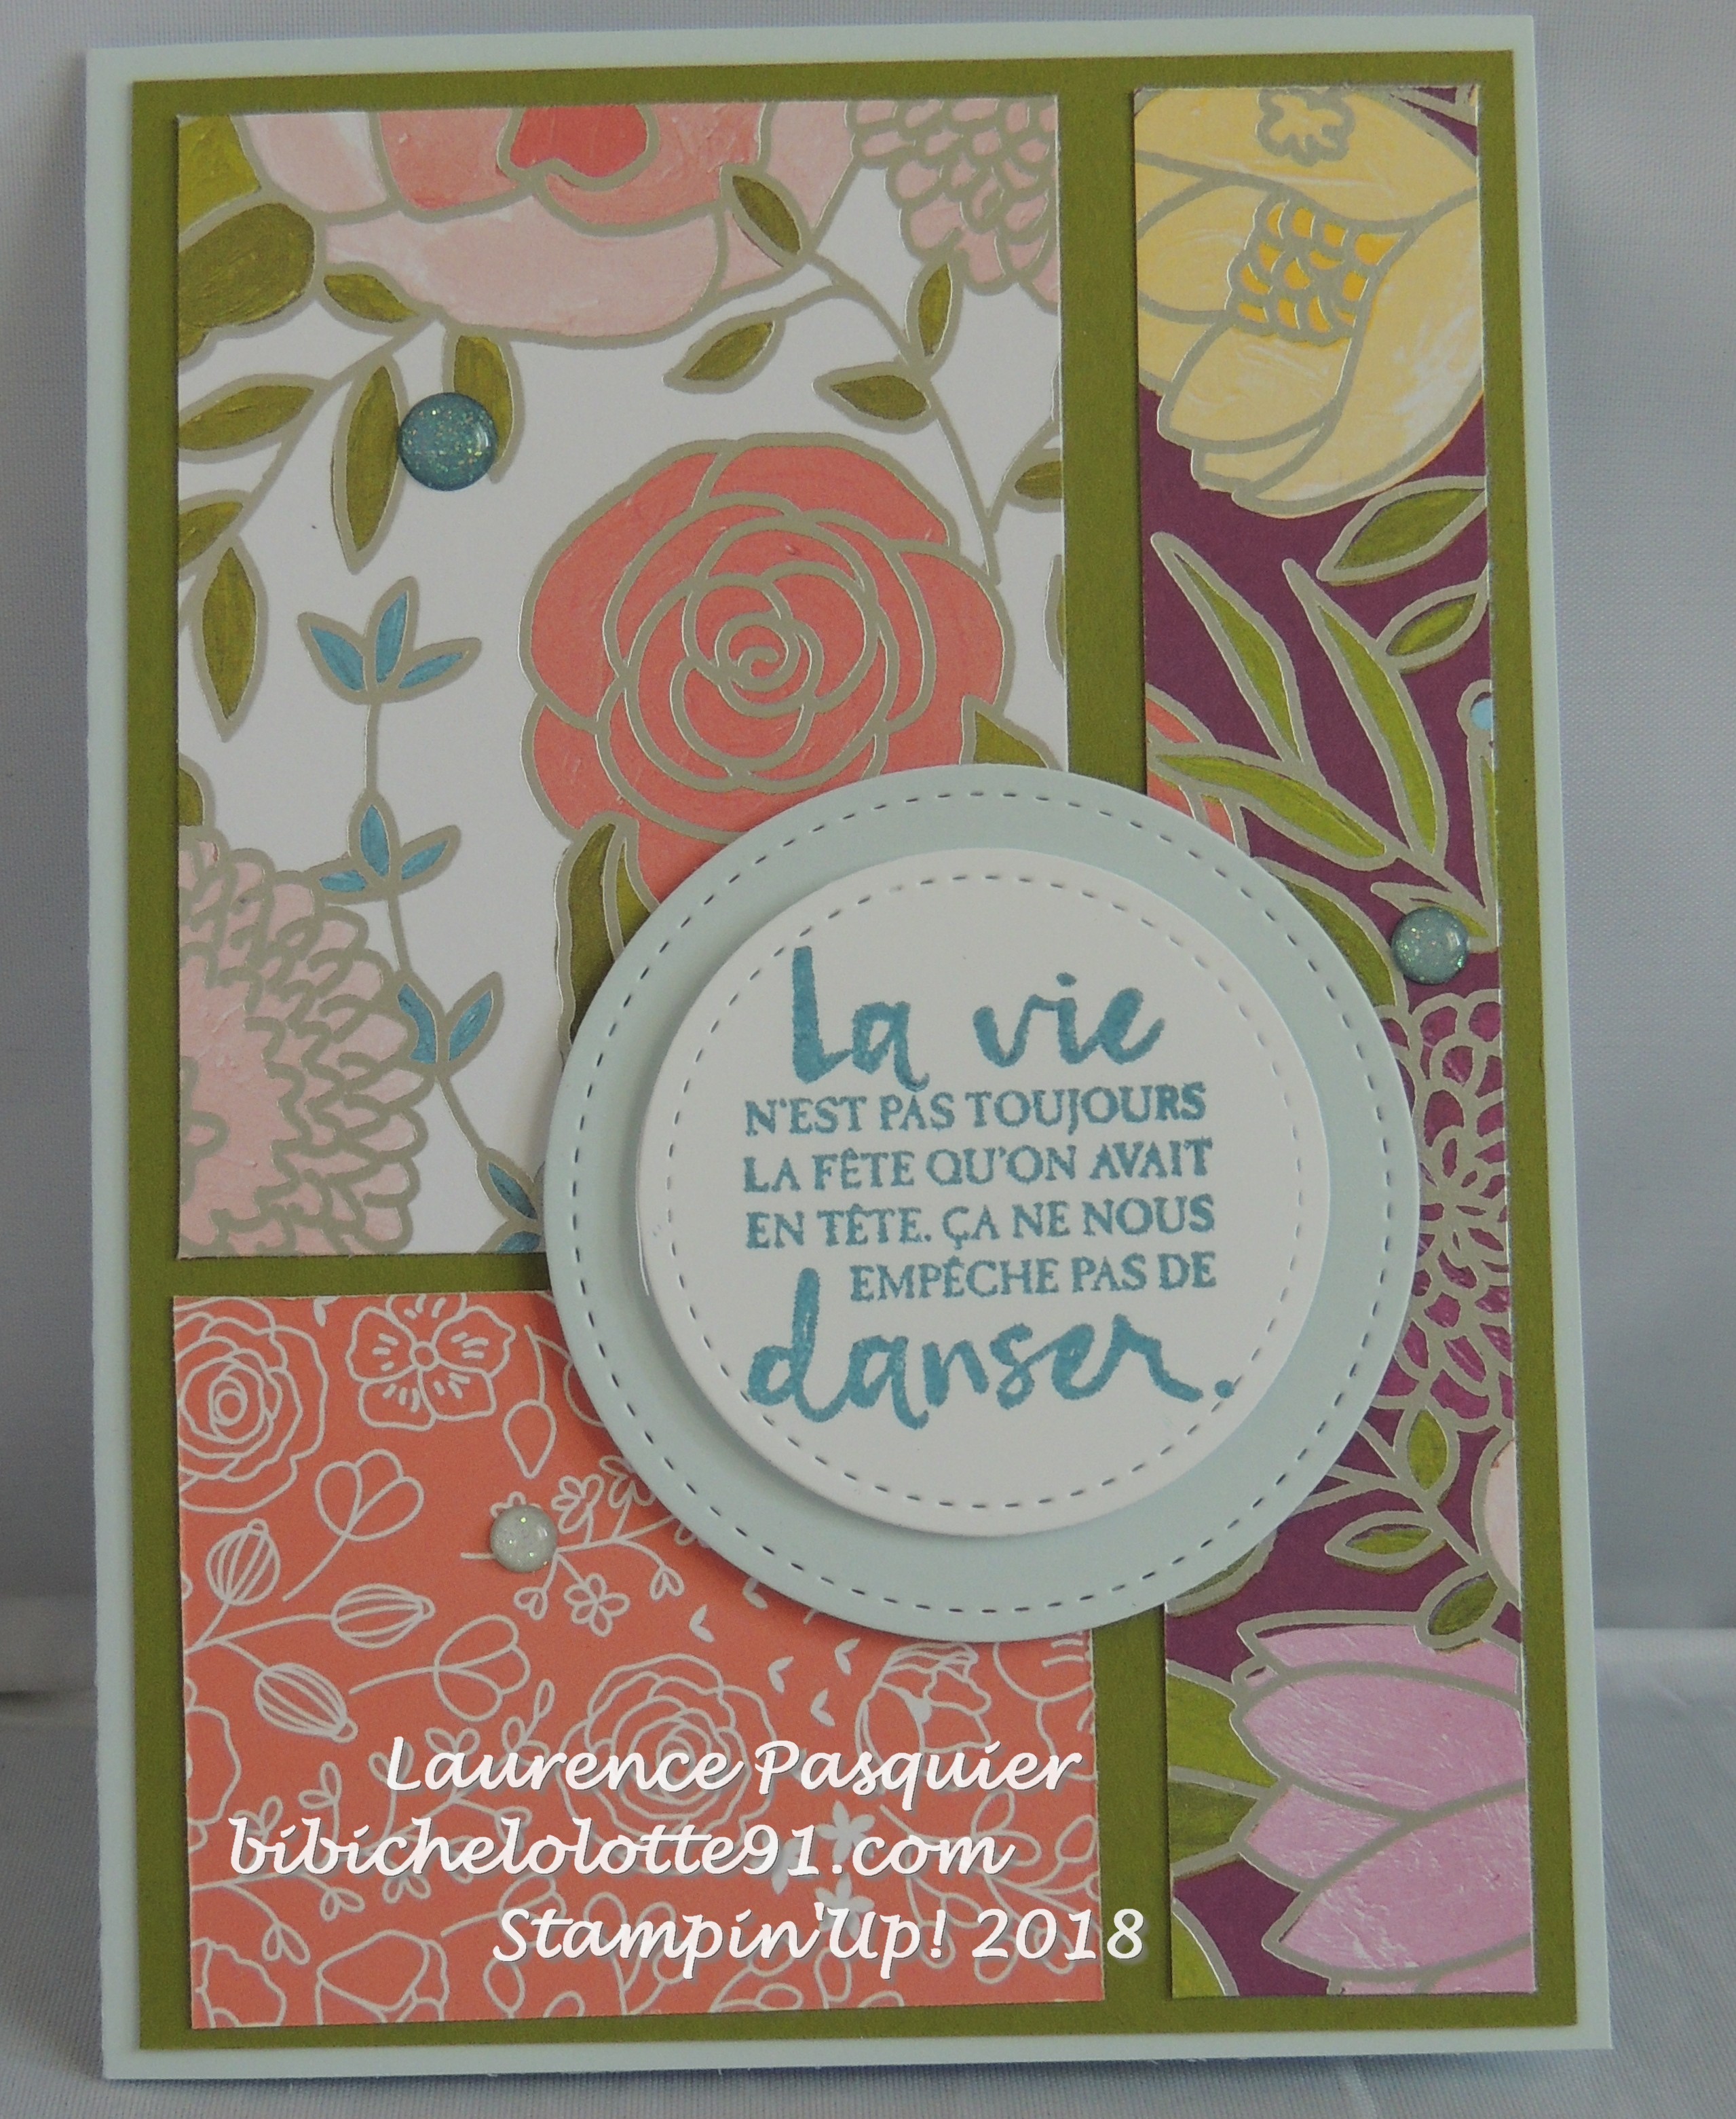 la vie
N'EST PAS TOUJOURS
LA FÊTE QU'ON AVAIT
EN TÊTE. ÇA NE NOUS
EMPÊCHE PAS DE
danser.
Laurence Pasquier
bibichelolotte91.com
Stampin'Up! 2018